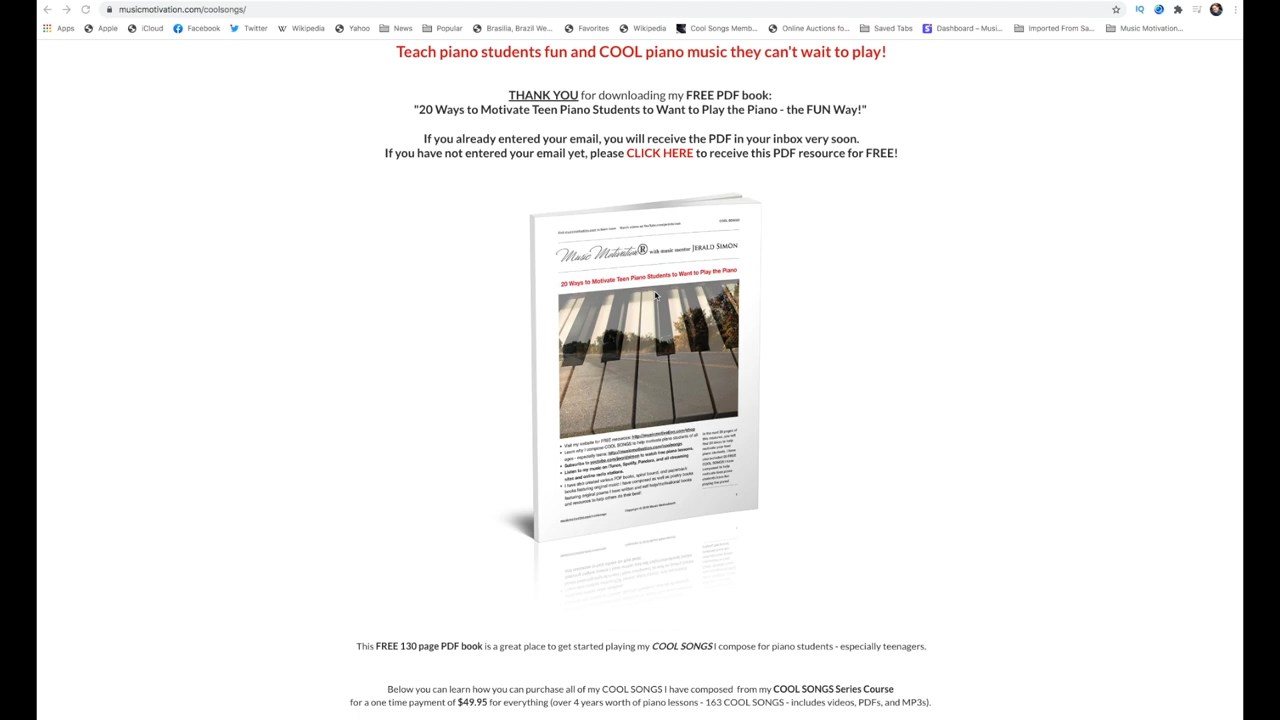 musicmotivation.com/coolsongs/
Apps Apple iCloud Facebook Twitter Wikipedia Yahoo News Popular Brasilia, Brazil We... Favorites Wikipedia Cool Songs Memb... Online Auctions fo... Saved Tabs Dashboard – Musi... Imported From Sa... Music Motivation...
Teach piano students fun and COOL piano music they can't wait to play!
THANK YOU for downloading my FREE PDF book:
"20 Ways to Motivate Teen Piano Students to Want to Play the Piano - the FUN Way!"
If you already entered your email, you will receive the PDF in your inbox very soon.
If you have not entered your email yet, please CLICK HERE to receive this PDF resource for FREE!
COOL SONGS
Music Motivation® with music mentor JERALD SIMON
20 Ways to Motivate Teen Piano Students to Want to Play the Piano
This FREE 130 page PDF book is a great place to get started playing my COOL SONGS I compose for piano students - especially teenagers.
Below you can learn how you can purchase all of my COOL SONGS I have composed from my COOL SONGS Series Course
for a one time payment of $49.95 for everything (over 4 years worth of piano lessons - 163 COOL SONGS - includes videos, PDFs, and MP3s).